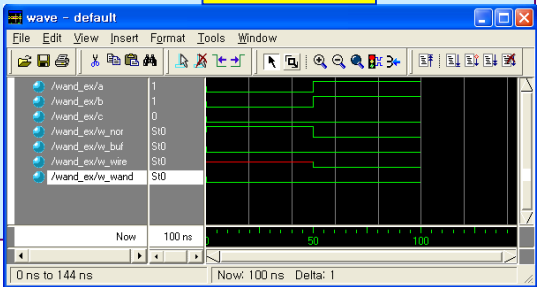 wave - default
File Edit View Insert Format Tools Window
/wand_ex/a 1
/wand_ex/b 1
/wand_ex/c 0
/wand_ex/w_nor St0
/wand_ex/w_buf St0
/wand_ex/w_wire St0
/wand_ex/w_wand St0
Now 100 ns
0 50 100
0 ns to 144 ns Now: 100 ns Delta: 1